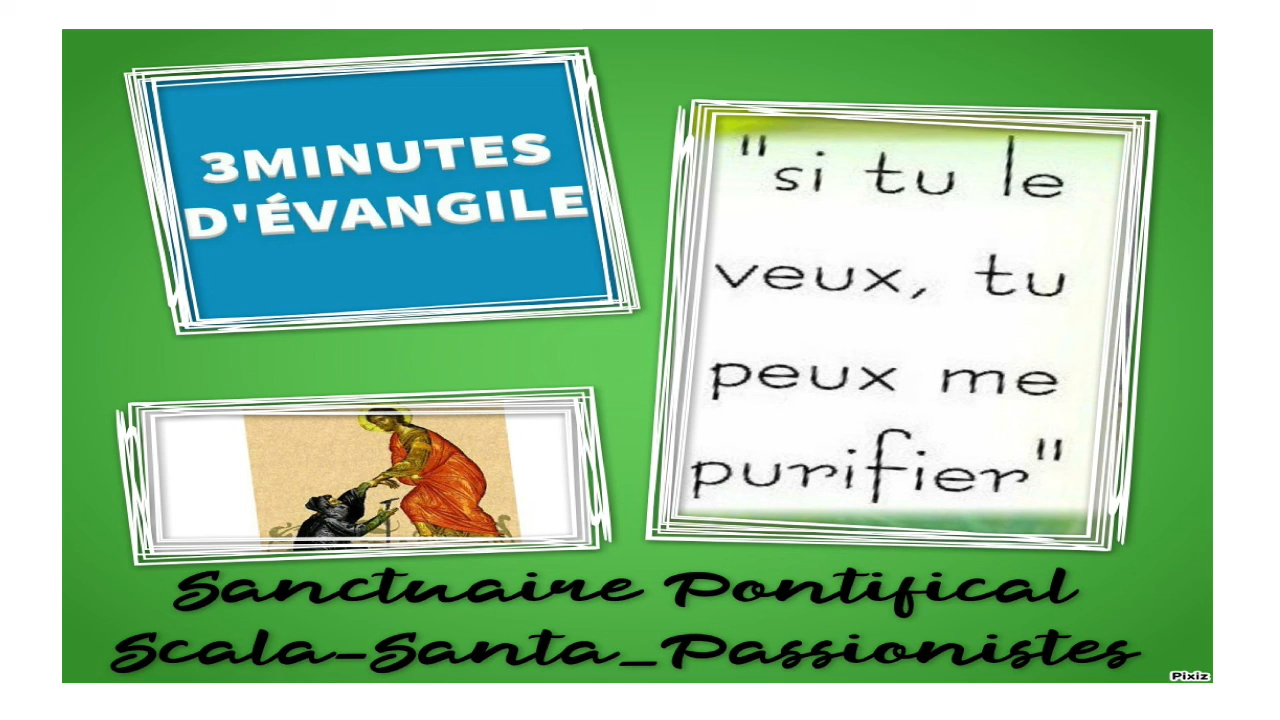 3MINUTES
D'ÉVANGILE
"si tu le
veux, tu
peux me
purifier"
Sanctuaire Pontifical
Scala-Santa_Passionistes
Pixiz